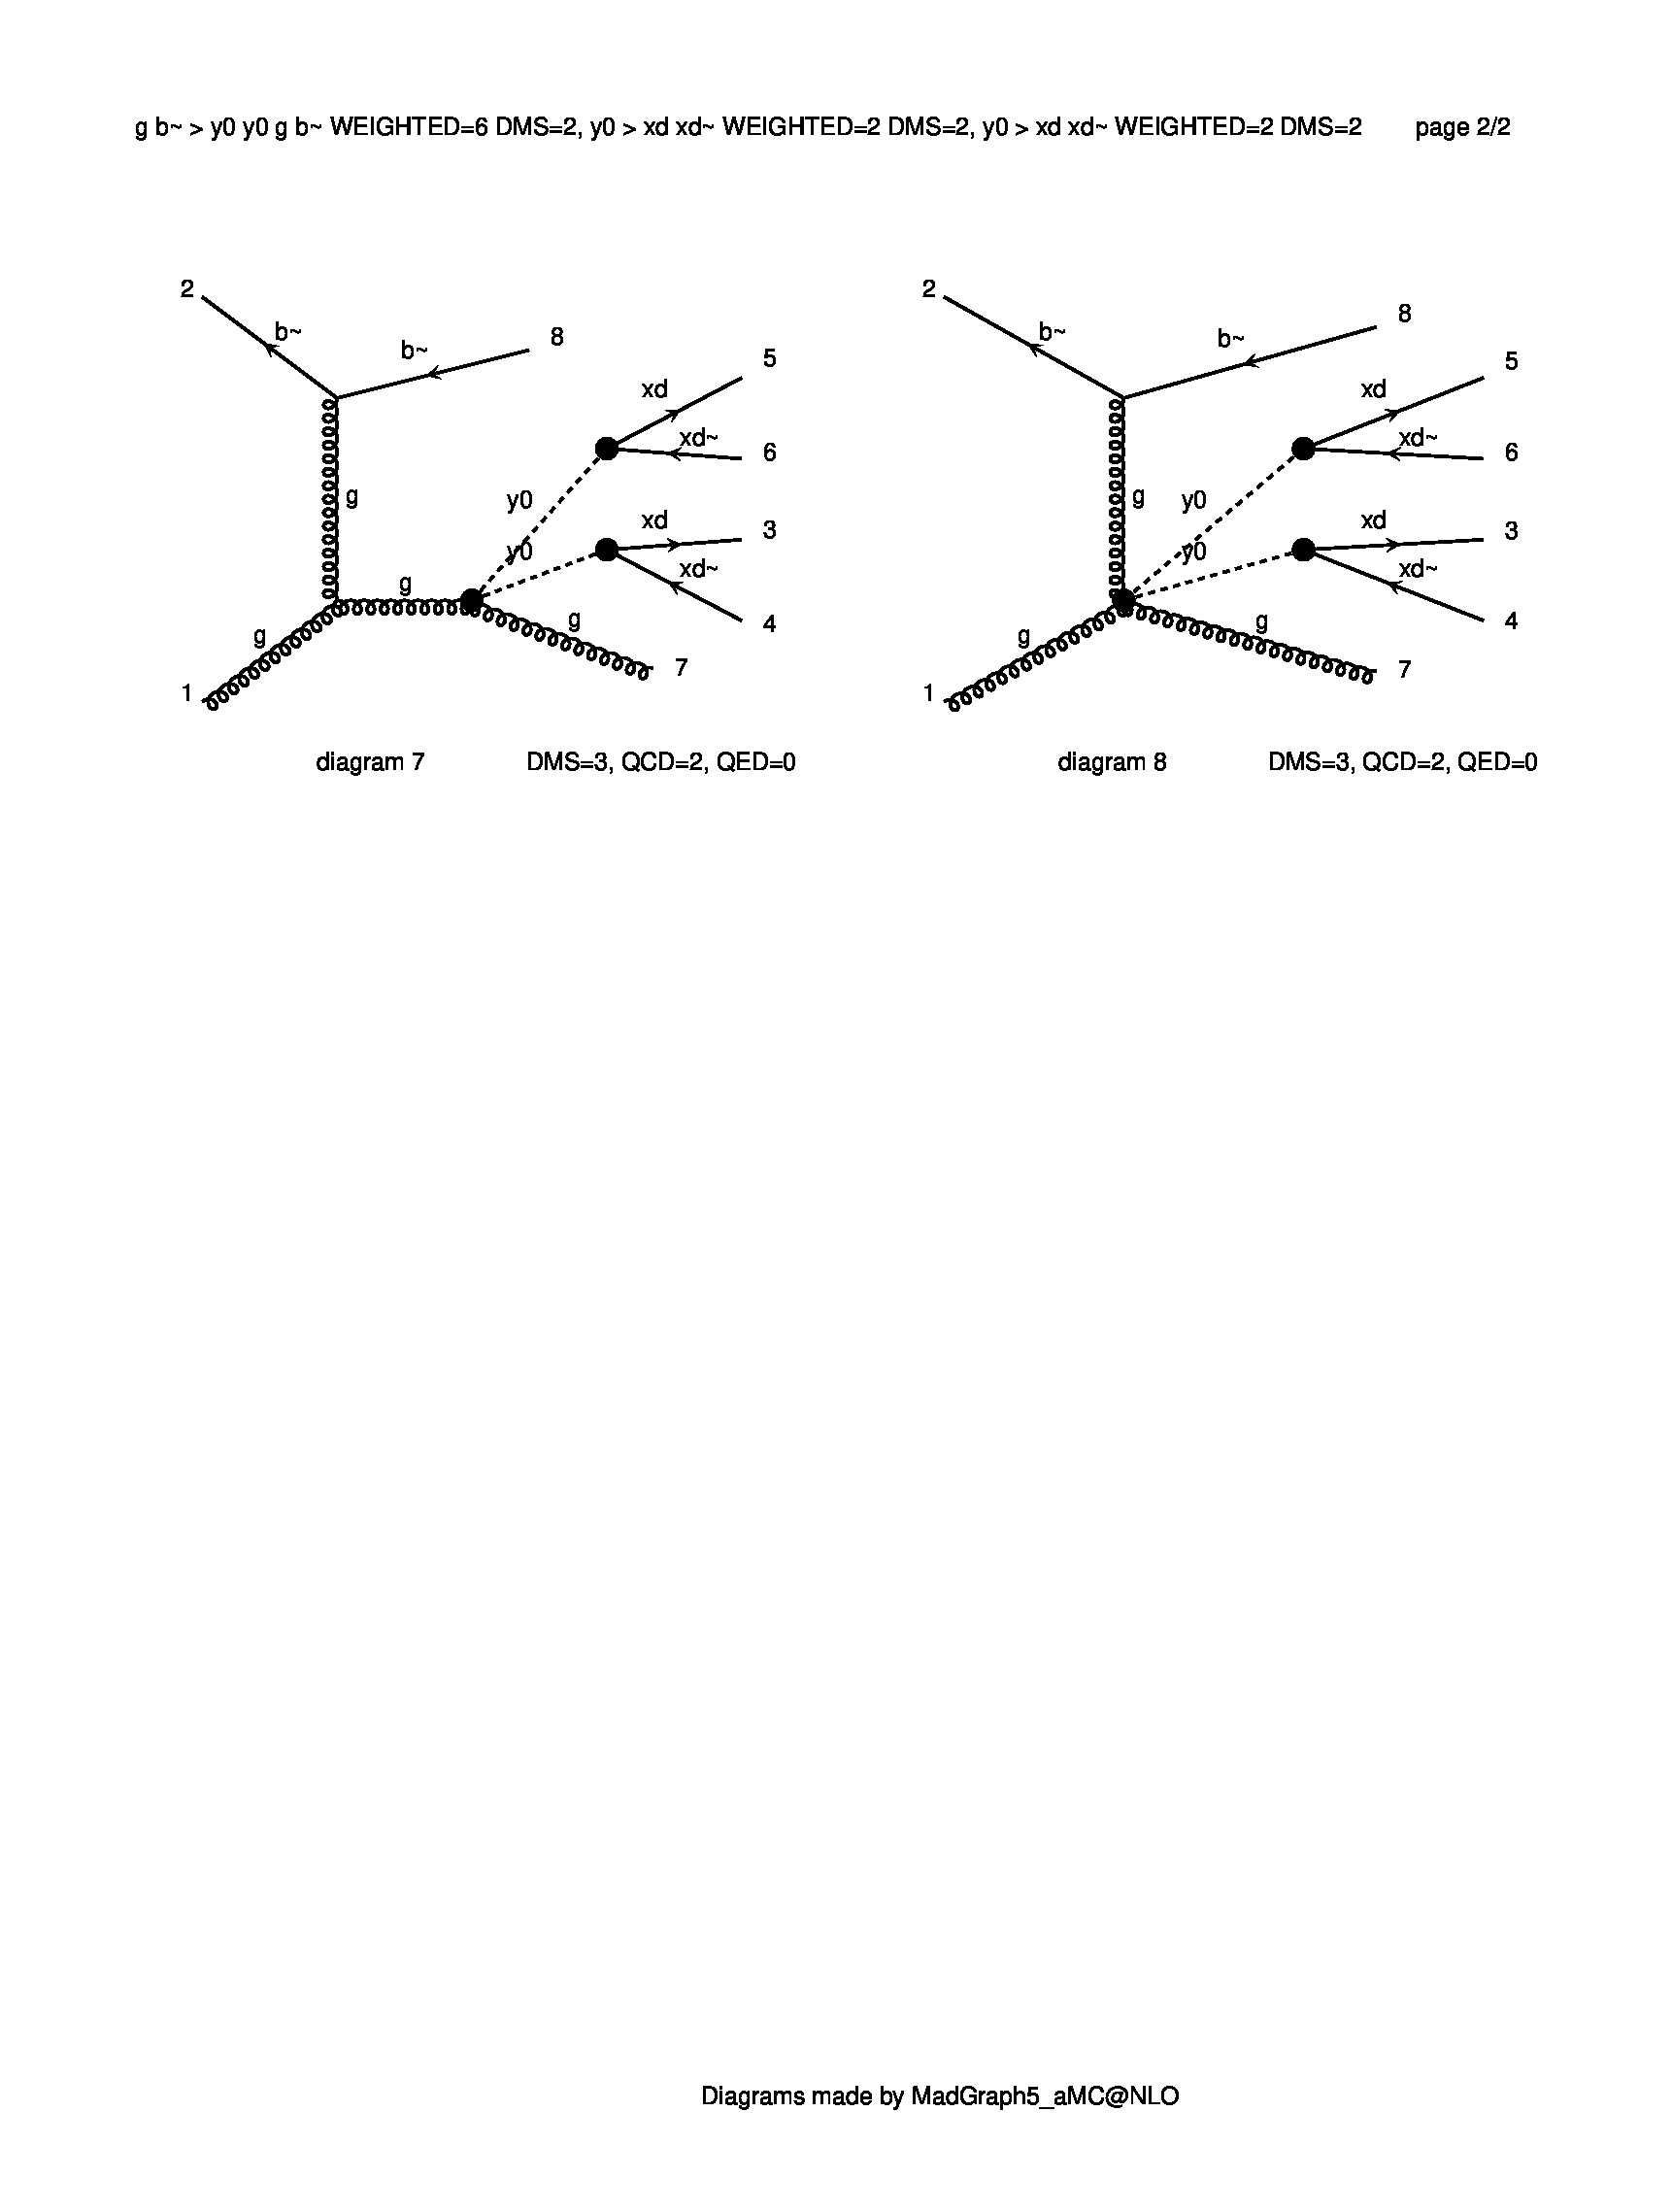 g b~ > y0 y0 g b~ WEIGHTED=6 DMS=2, y0 > xd xd~ WEIGHTED=2 DMS=2, y0 > xd xd~ WEIGHTED=2 DMS=2 page 2/2
2
b~
b~
8
g
y0
y0
xd
5
xd~
6
xd
3
xd~
4
g
g
7
g
1
diagram 7 DMS=3, QCD=2, QED=0
2
b~
b~
8
g
y0
y0
xd
5
xd~
6
xd
3
xd~
4
g
7
g
1
diagram 8 DMS=3, QCD=2, QED=0
Diagrams made by MadGraph5_aMC@NLO